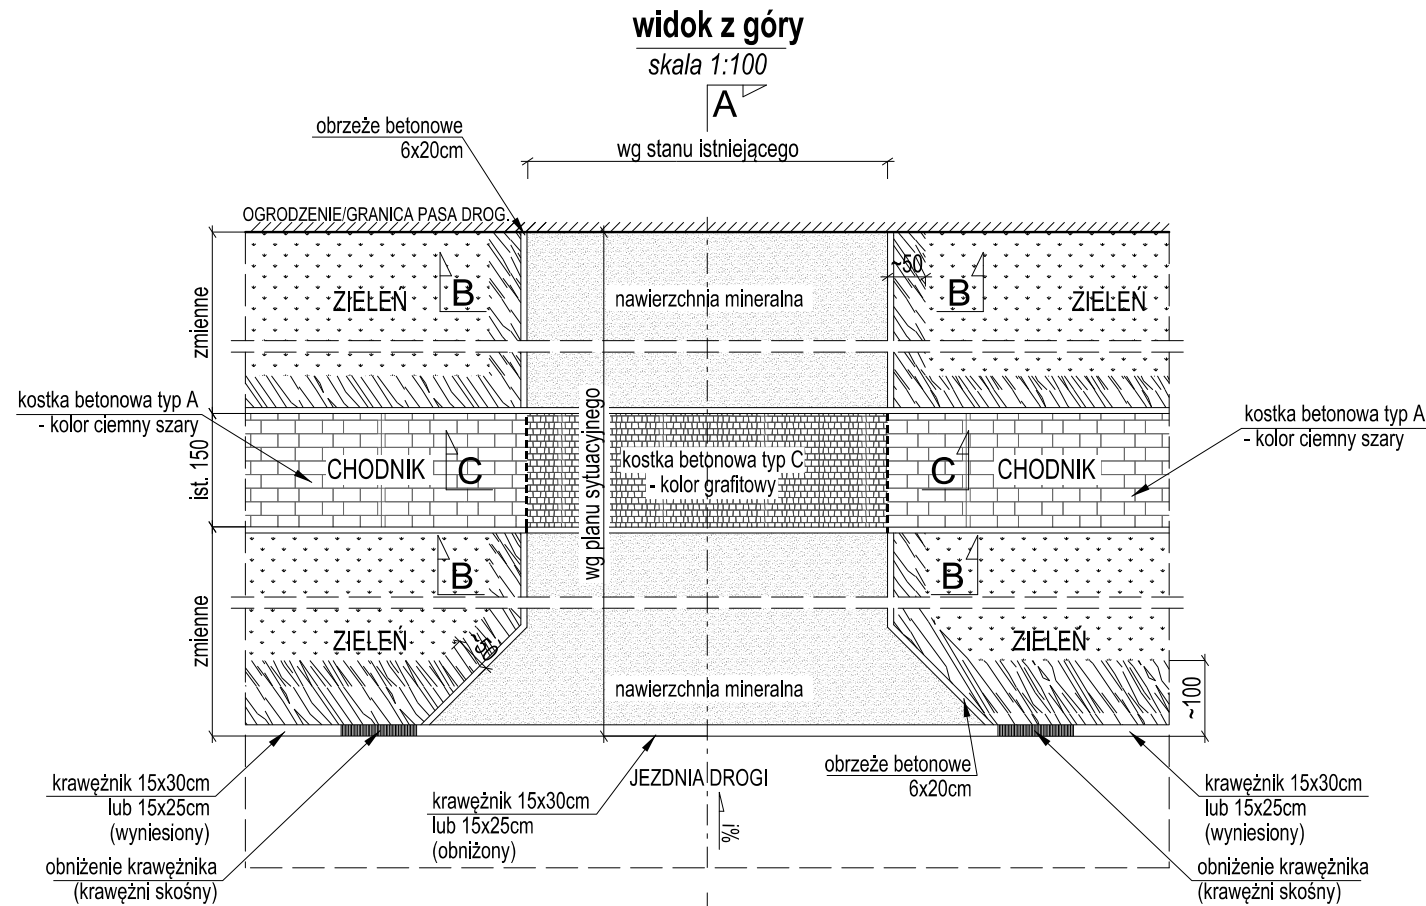 widok z góry
skala 1:100
A
obrzeże betonowe
6x20cm
wg stanu istniejącego
OGRODZENIE/GRANICA PASA DROG.
zmienne
ZIELEŃ
B
nawierzchnia mineralna
~50
B
ZIELEŃ
kostka betonowa typ A
- kolor ciemny szary
ist. 150
CHODNIK
C
wg planu sytuacyjnego
kostka betonowa typ C
- kolor grafitowy
C
CHODNIK
kostka betonowa typ A
- kolor ciemny szary
zmienne
B
ZIELEŃ
~50
nawierzchnia mineralna
B
ZIELEŃ
~100
krawężnik 15x30cm
lub 15x25cm
(wyniesiony)
obniżenie krawężnika
(krawężni skośny)
krawężnik 15x30cm
lub 15x25cm
(obniżony)
JEZDNIA DROGI
i%
obrzeże betonowe
6x20cm
krawężnik 15x30cm
lub 15x25cm
(wyniesiony)
obniżenie krawężnika
(krawężni skośny)